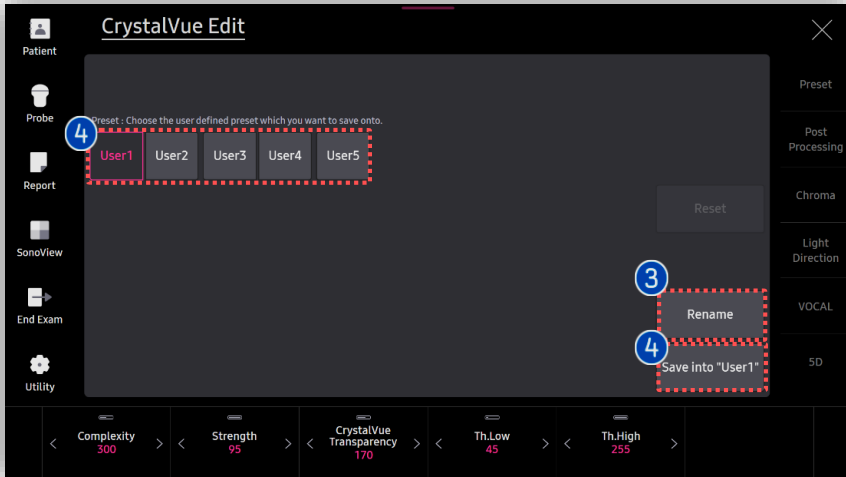 CrystalVue Edit
Patient
Probe
Report
SonoView
End Exam
Utility
Preset : Choose the user defined preset which you want to save onto.
4
User1 User2 User3 User4 User5
Reset
3
Rename
4
Save into "User1"
Preset
Post
Processing
Chroma
Light
Direction
VOCAL
5D
Complexity
300
Strength
95
CrystalVue
Transparency
170
Th.Low
45
Th.High
255